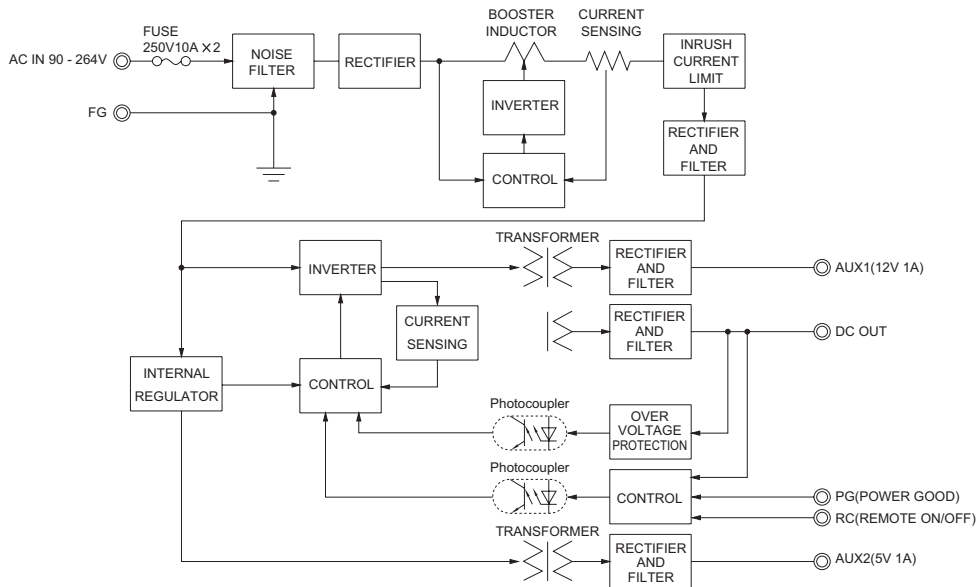 BOOSTER
INDUCTOR
CURRENT
SENSING
FUSE
250V10A ×2
AC IN 90 - 264V
NOISE
FILTER
RECTIFIER
INRUSH
CURRENT
LIMIT
INVERTER
FG
RECTIFIER
AND
FILTER
CONTROL
TRANSFORMER
INVERTER
RECTIFIER
AND
FILTER
AUX1(12V 1A)
CURRENT
SENSING
RECTIFIER
AND
FILTER
DC OUT
INTERNAL
REGULATOR
CONTROL
Photocoupler
OVER
VOLTAGE
PROTECTION
Photocoupler
CONTROL
PG(POWER GOOD)
RC(REMOTE ON/OFF)
TRANSFORMER
RECTIFIER
AND
FILTER
AUX2(5V 1A)